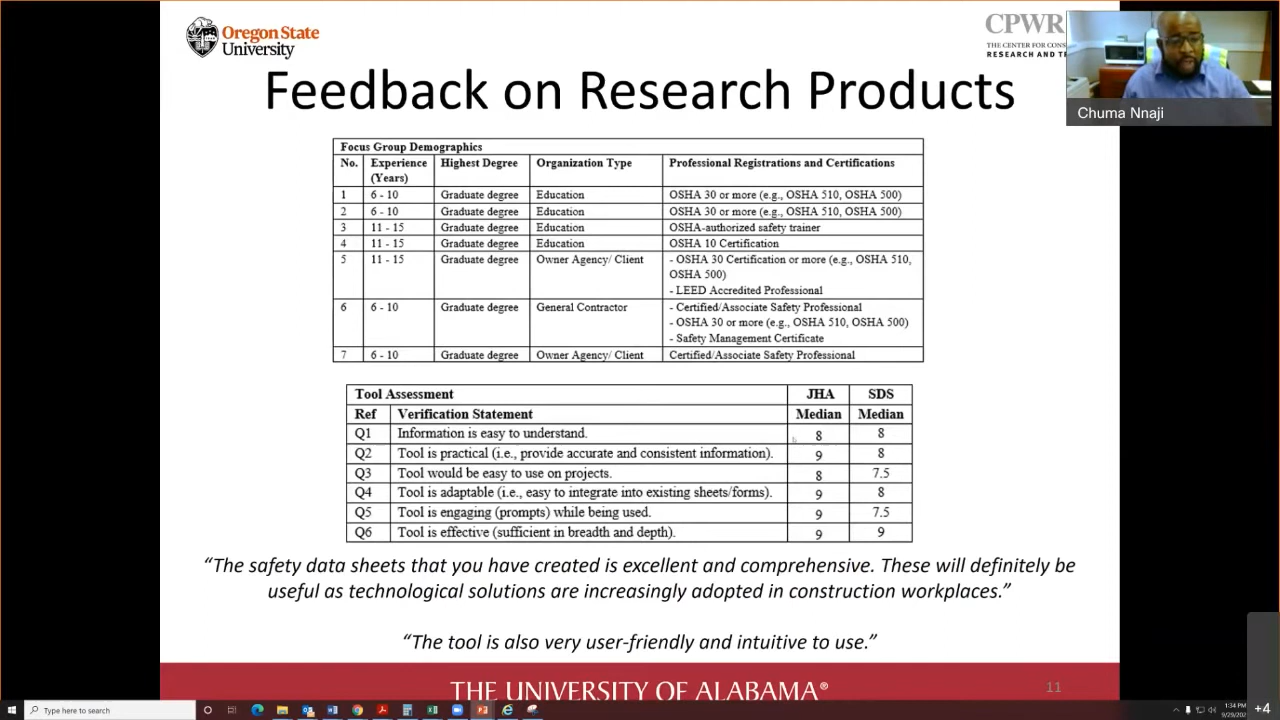 Oregon State
University
CPWR
THE CENTER FOR CONS
RESEARCH AND TR
Chuma Nnaji
Feedback on Research Products
Focus Group Demographics
No. Experience (Years) Highest Degree Organization Type Professional Registrations and Certifications
1 6 - 10 Graduate degree Education OSHA 30 or more (e.g., OSHA 510, OSHA 500)
2 6 - 10 Graduate degree Education OSHA 30 or more (e.g., OSHA 510, OSHA 500)
3 11 - 15 Graduate degree Education OSHA-authorized safety trainer
4 11 - 15 Graduate degree Education OSHA 10 Certification
5 11 - 15 Graduate degree Owner Agency/ Client - OSHA 30 Certification or more (e.g., OSHA 510,
OSHA 500)
- LEED Accredited Professional
6 6 - 10 Graduate degree General Contractor - Certified/Associate Safety Professional
- OSHA 30 or more (e.g., OSHA 510, OSHA 500)
- Safety Management Certificate
7 6 - 10 Graduate degree Owner Agency/ Client Certified/Associate Safety Professional
Tool Assessment JHA SDS
Ref Verification Statement Median Median
Q1 Information is easy to understand. 8 8
Q2 Tool is practical (i.e., provide accurate and consistent information). 9 8
Q3 Tool would be easy to use on projects. 8 7.5
Q4 Tool is adaptable (i.e., easy to integrate into existing sheets/forms). 9 8
Q5 Tool is engaging (prompts) while being used. 9 7.5
Q6 Tool is effective (sufficient in breadth and depth). 9 9
“The safety data sheets that you have created is excellent and comprehensive. These will definitely be
useful as technological solutions are increasingly adopted in construction workplaces.”
“The tool is also very user-friendly and intuitive to use.”
THE UNIVERSITY OF ALABAMA®
11
Type here to search
1:34 PM
+4